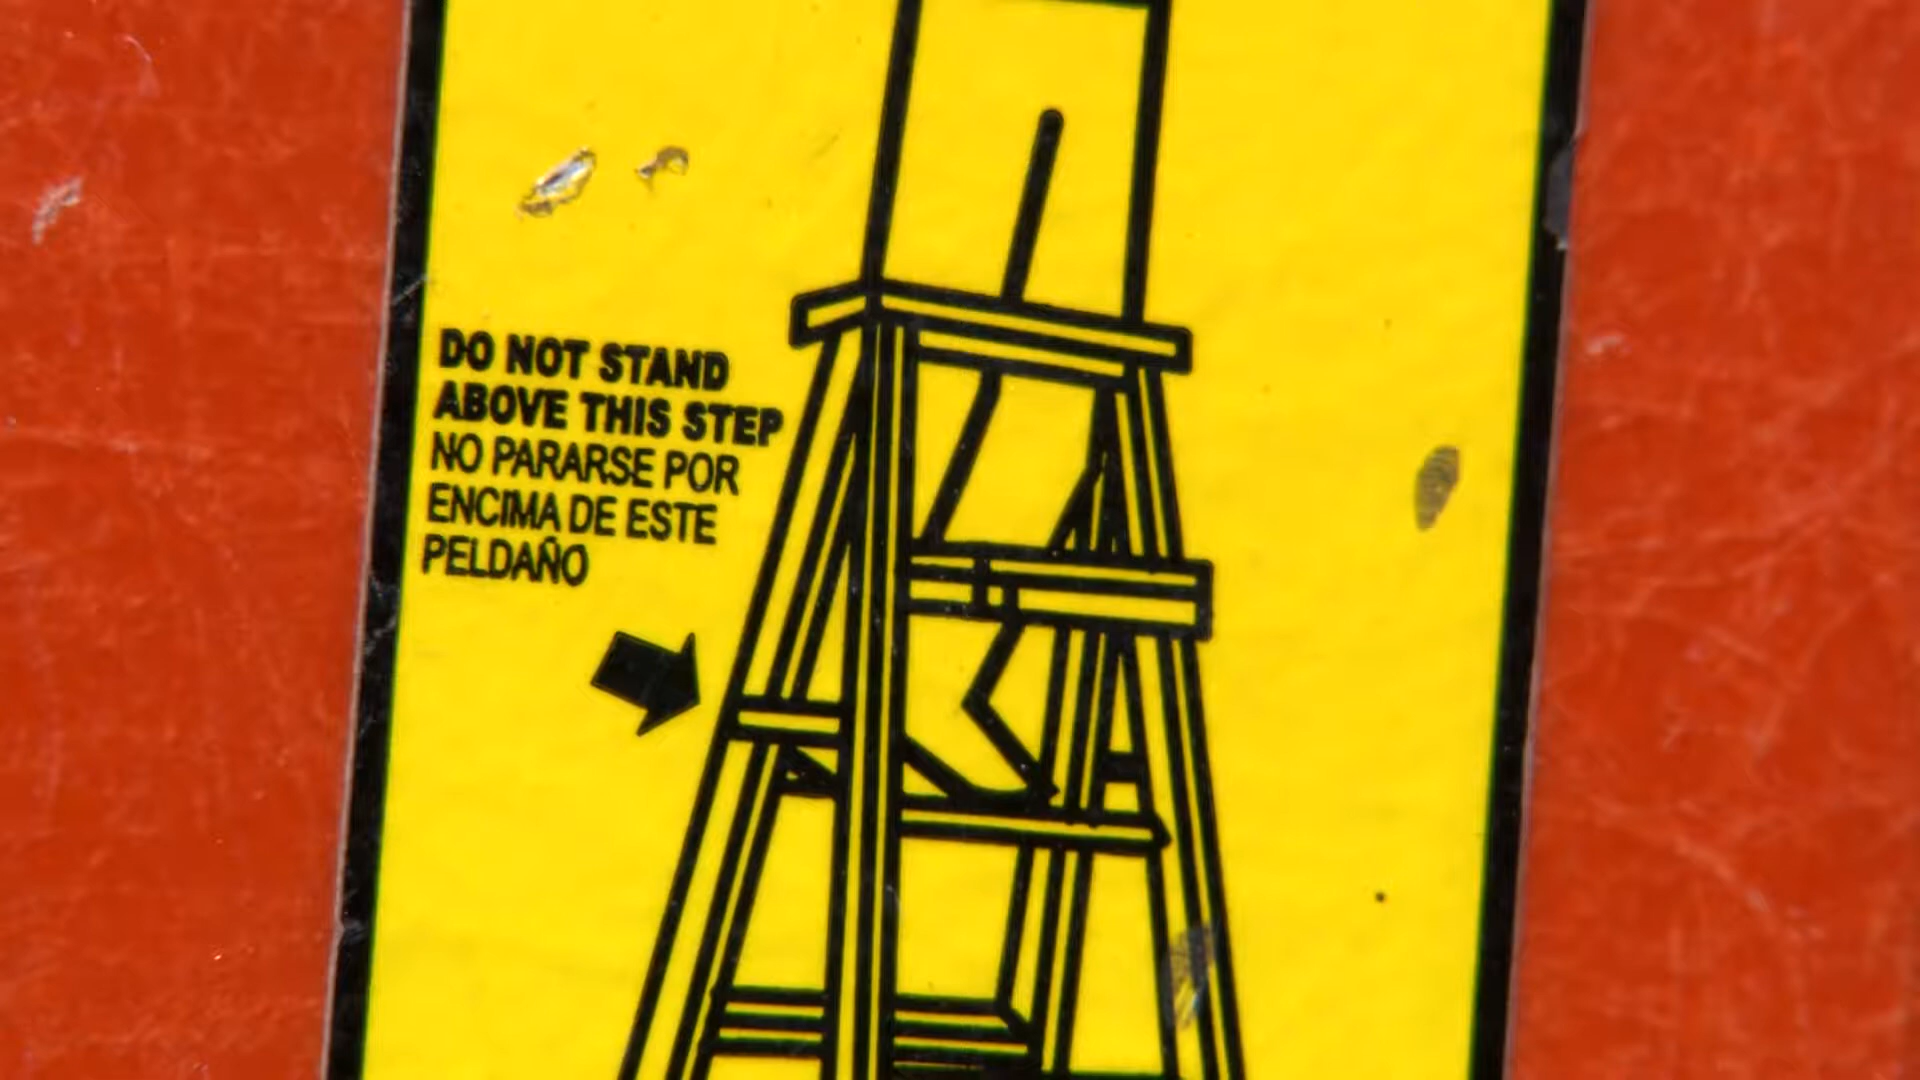 DO NOT STAND
ABOVE THIS STEP
NO PARARSE POR
ENCIMA DE ESTE
PELDAÑO